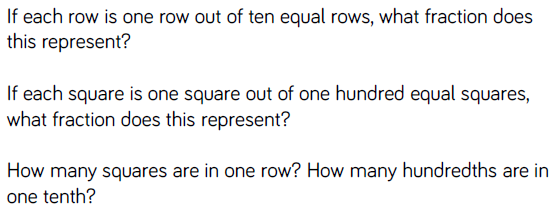 If each row is one row out of ten equal rows, what fraction does
this represent?
If each square is one square out of one hundred equal squares,
what fraction does this represent?
How many squares are in one row? How many hundredths are in
one tenth?